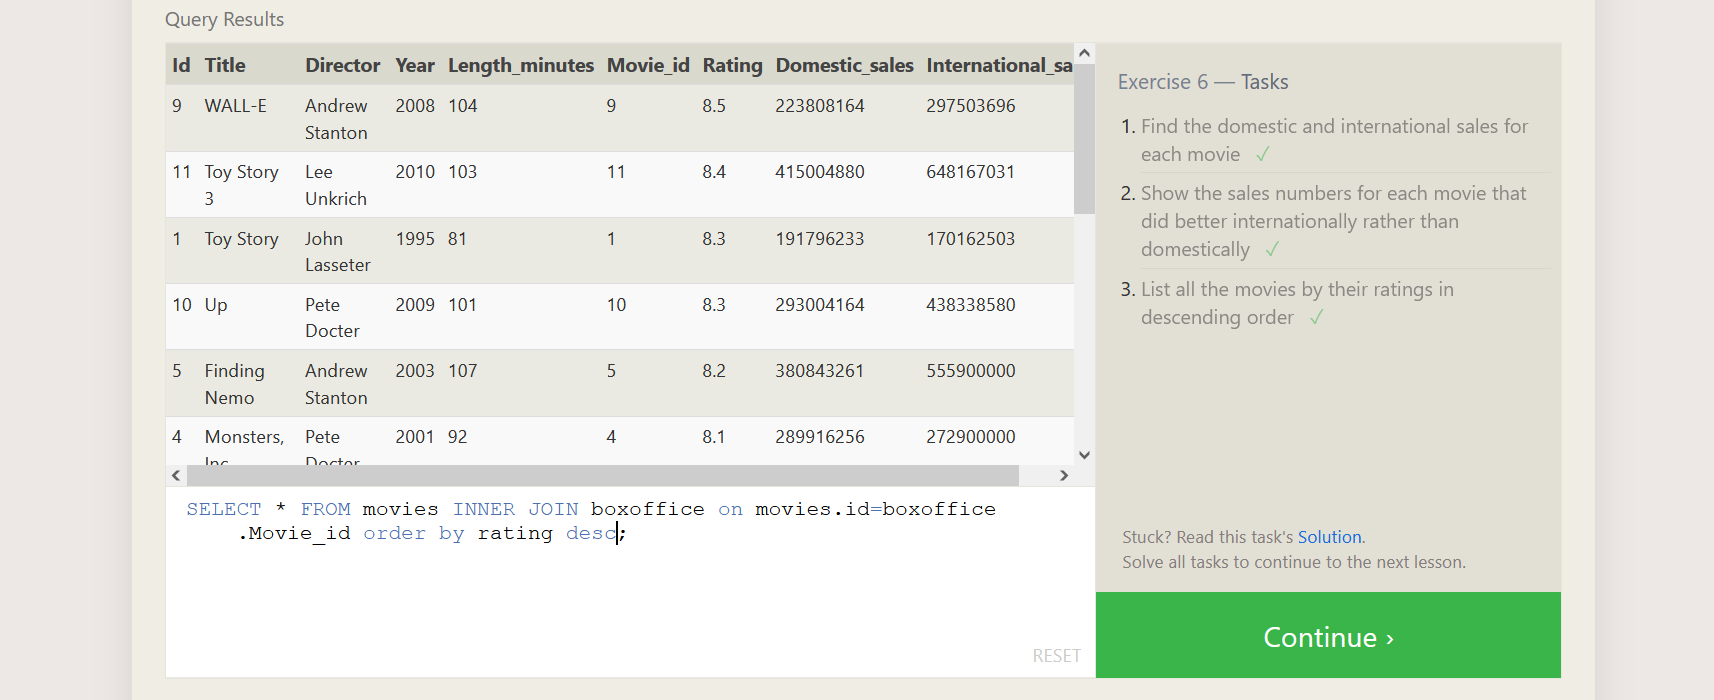 Query Results
Id Title Director Year Length_minutes Movie_id Rating Domestic_sales International_sa
9 WALL-E Andrew 2008 104 9 8.5 223808164 297503696
Stanton
11 Toy Story Lee 2010 103 11 8.4 415004880 648167031
3 Unkrich
1 Toy Story John 1995 81 1 8.3 191796233 170162503
Lasseter
10 Up Pete 2009 101 10 8.3 293004164 438338580
Docter
5 Finding Andrew 2003 107 5 8.2 380843261 555900000
Nemo Stanton
4 Monsters, Pete 2001 92 4 8.1 289916256 272900000
Inc. Docter
SELECT * FROM movies INNER JOIN boxoffice on movies.id=boxoffice
.Movie_id order by rating desc;
RESET
Exercise 6 — Tasks
1. Find the domestic and international sales for
each movie ✓
2. Show the sales numbers for each movie that
did better internationally rather than
domestically ✓
3. List all the movies by their ratings in
descending order ✓
Stuck? Read this task's Solution.
Solve all tasks to continue to the next lesson.
Continue ›